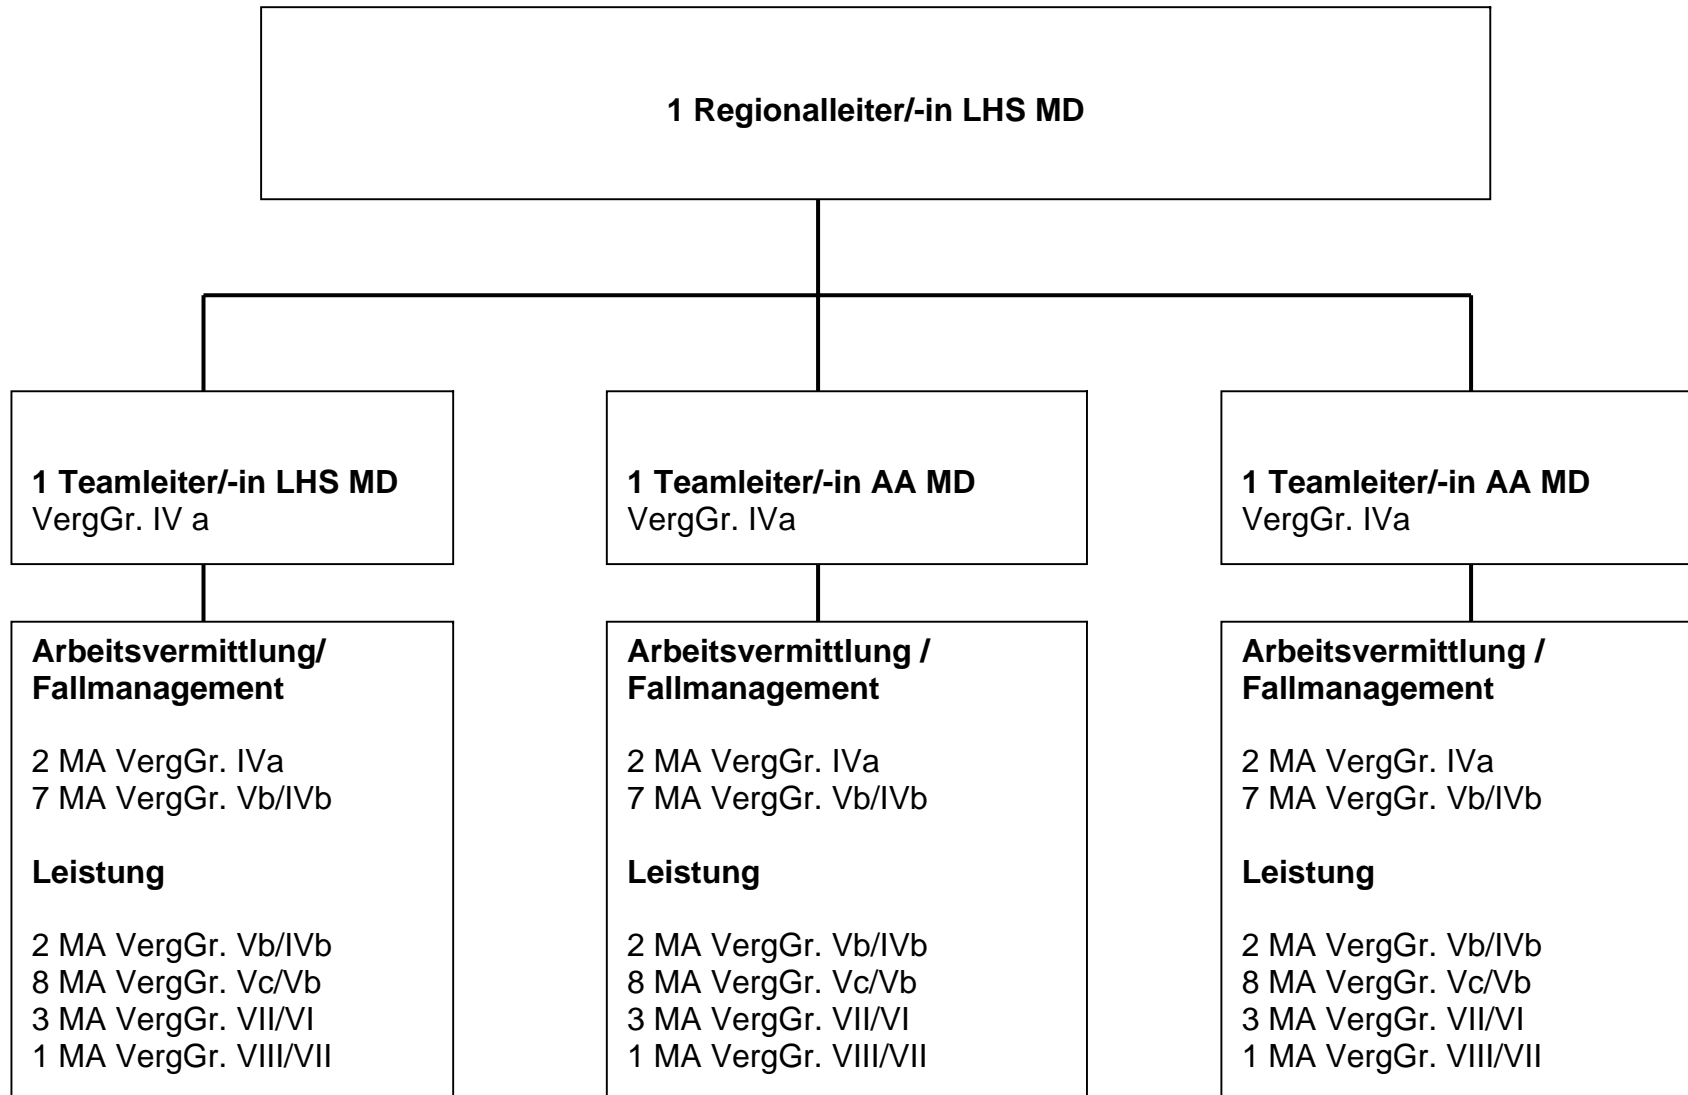 1 Regionalleiter/-in LHS MD
1 Teamleiter/-in LHS MD
VergGr. IV a
1 Teamleiter/-in AA MD
VergGr. IVa
1 Teamleiter/-in AA MD
VergGr. IVa
Arbeitsvermittlung/
Fallmanagement
2 MA VergGr. IVa
7 MA VergGr. Vb/IVb
Leistung
2 MA VergGr. Vb/IVb
8 MA VergGr. Vc/Vb
3 MA VergGr. VII/VI
1 MA VergGr. VIII/VII
Arbeitsvermittlung /
Fallmanagement
2 MA VergGr. IVa
7 MA VergGr. Vb/IVb
Leistung
2 MA VergGr. Vb/IVb
8 MA VergGr. Vc/Vb
3 MA VergGr. VII/VI
1 MA VergGr. VIII/VII
Arbeitsvermittlung /
Fallmanagement
2 MA VergGr. IVa
7 MA VergGr. Vb/IVb
Leistung
2 MA VergGr. Vb/IVb
8 MA VergGr. Vc/Vb
3 MA VergGr. VII/VI
1 MA VergGr. VIII/VII